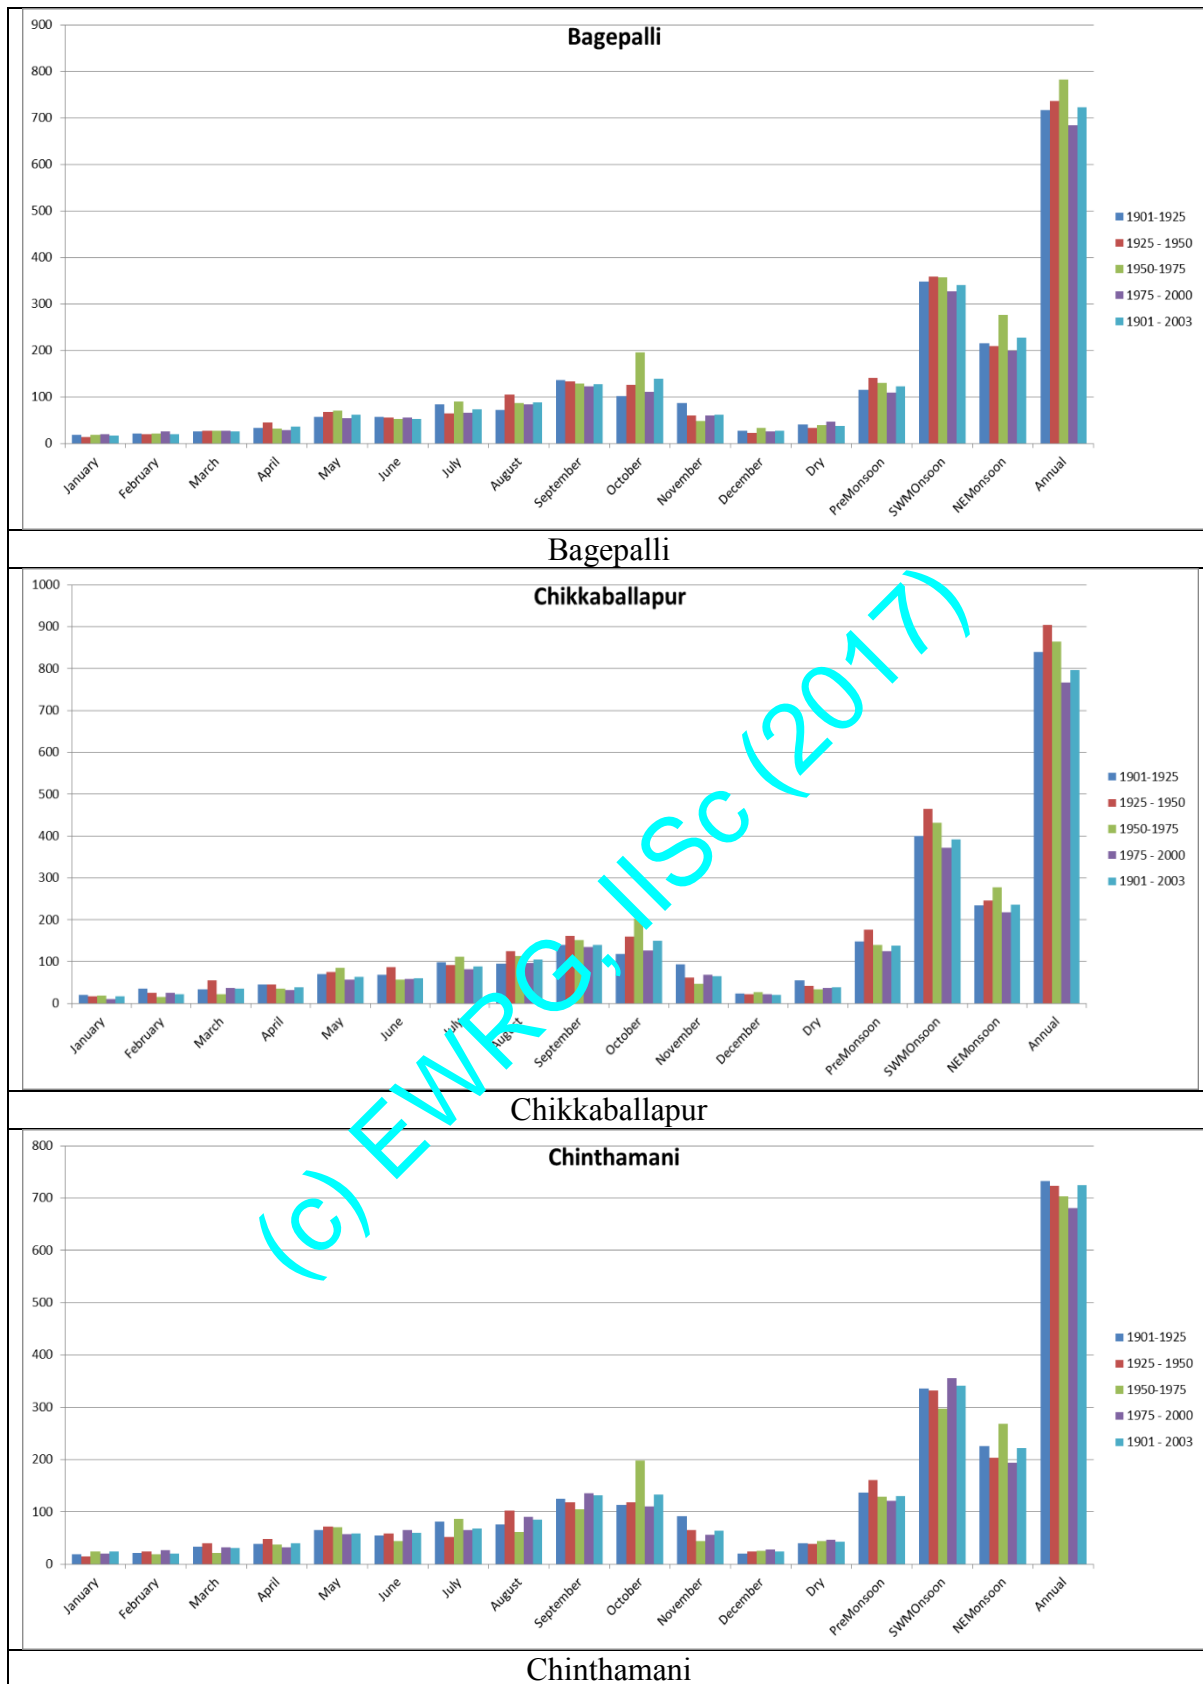 Bagepalli
900
800
700
600
500
400
300
200
100
0
January
February
March
April
May
June
July
August
September
October
November
December
Dry
PreMonsoon
SWMOnsoon
NEMonsoon
Annual
1901-1925
1925 - 1950
1950-1975
1975 - 2000
1901 - 2003
Bagepalli
Chikkaballapur
1000
900
800
700
600
500
400
300
200
100
0
January
February
March
April
May
June
July
August
September
October
November
December
Dry
PreMonsoon
SWMOnsoon
NEMonsoon
Annual
1901-1925
1925 - 1950
1950-1975
1975 - 2000
1901 - 2003
Chikkaballapur
(c) EWRG, IISc (2017)
Chinthamani
800
700
600
500
400
300
200
100
0
January
February
March
April
May
June
July
August
September
October
November
December
Dry
PreMonsoon
SWMOnsoon
NEMonsoon
Annual
1901-1925
1925 - 1950
1950-1975
1975 - 2000
1901 - 2003
Chinthamani